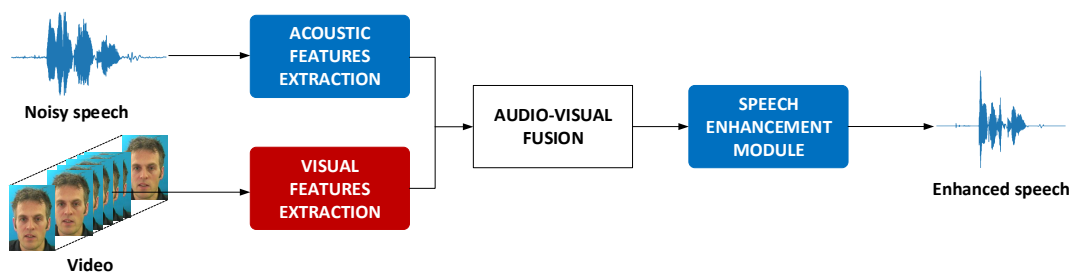 Noisy speech
ACOUSTIC
FEATURES
EXTRACTION
Video
VISUAL
FEATURES
EXTRACTION
AUDIO-VISUAL
FUSION
SPEECH
ENHANCEMENT
MODULE
Enhanced speech